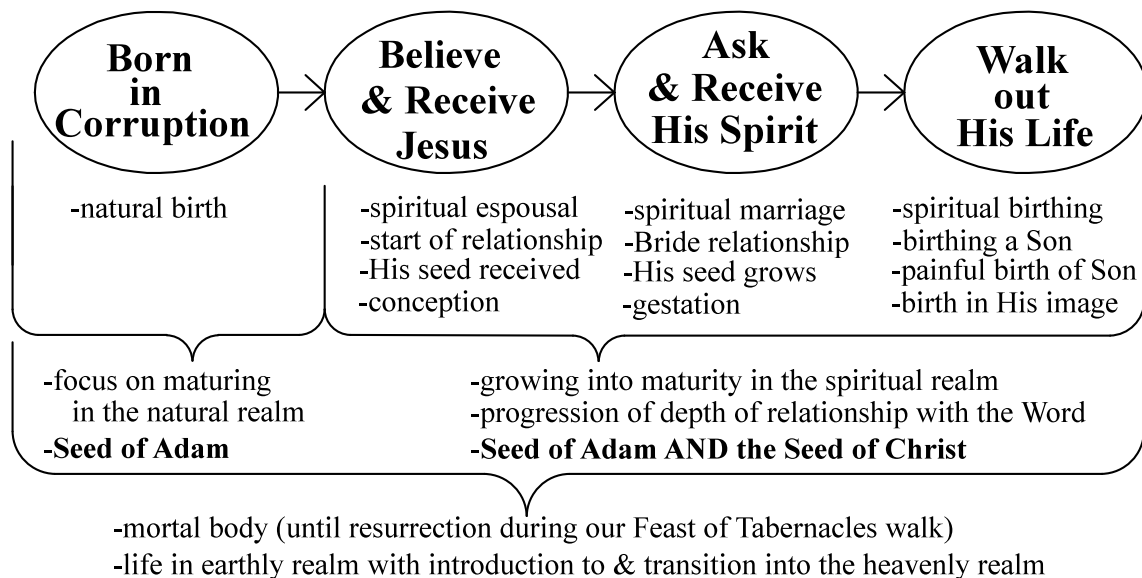 Born
in
Corruption
Believe
& Receive
Jesus
Ask
& Receive
His Spirit
Walk
out
His Life
-natural birth
-spiritual espousal
-start of relationship
-His seed received
-conception
-spiritual marriage
-Bride relationship
-His seed grows
-gestation
-spiritual birthing
-birthing a Son
-painful birth of Son
-birth in His image
-focus on maturing
in the natural realm
-Seed of Adam
-growing into maturity in the spiritual realm
-progression of depth of relationship with the Word
-Seed of Adam AND the Seed of Christ
-mortal body (until resurrection during our Feast of Tabernacles walk)
-life in earthly realm with introduction to & transition into the heavenly realm